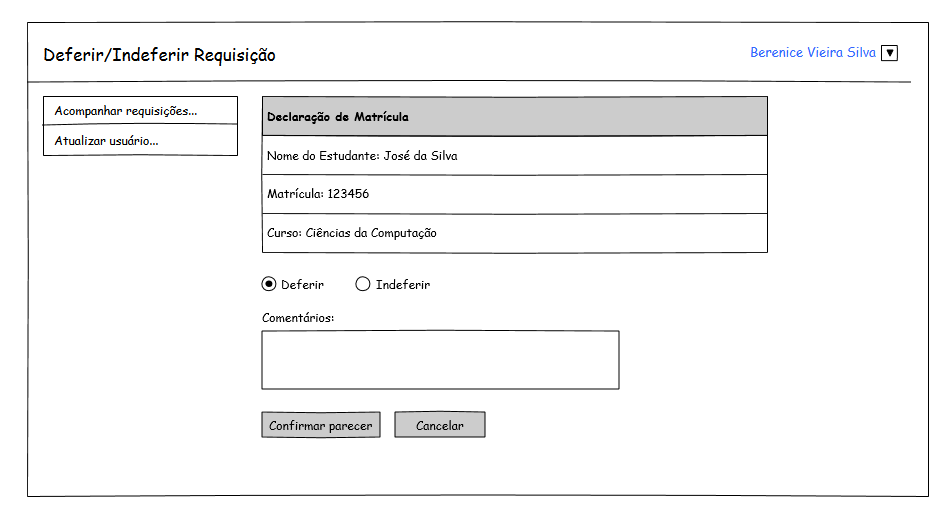 Deferir/Indeferir Requisição
Berenice Vieira Silva
Acompanhar requisições...
Atualizar usuário...
Declaração de Matrícula
Nome do Estudante: José da Silva
Matrícula: 123456
Curso: Ciências da Computação
Deferir
Indeferir
Comentários:
Confirmar parecer
Cancelar